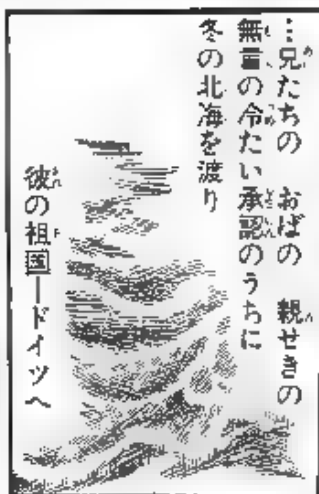 …兄たちの おばの 親せきの
無言の冷たい承認のうちに
冬の北海を渡り
彼の祖国―ドイツへ